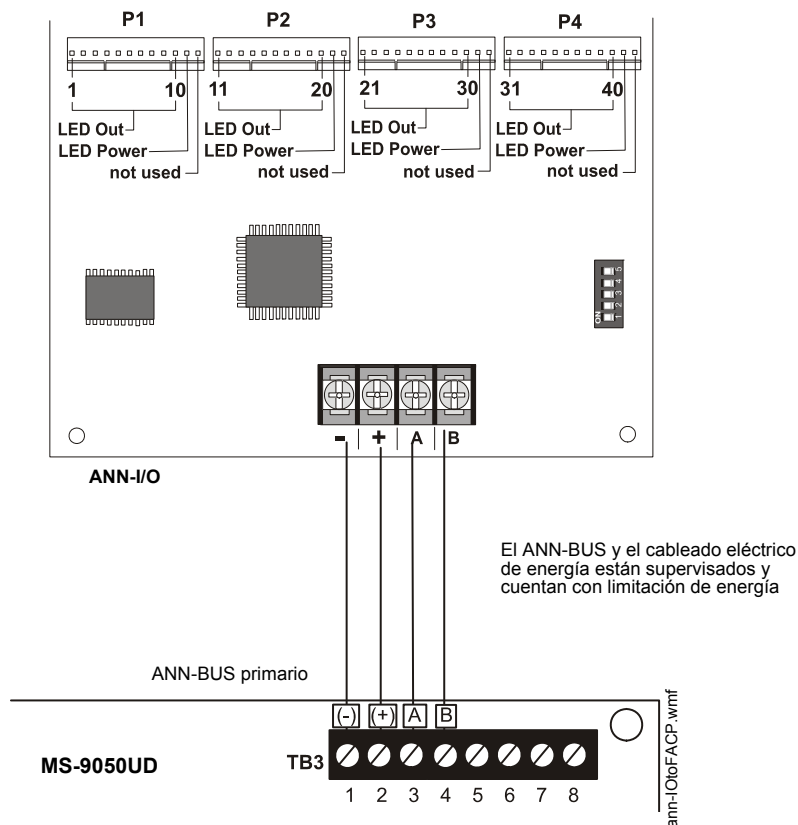 P1 P2 P3 P4
1 10 11 20 21 30 31 40
LED Out LED Out LED Out LED Out
LED Power LED Power LED Power LED Power
not used not used not used not used
ON 1 2 3 4 5
- + A B
ANN-I/O
El ANN-BUS y el cableado eléctrico
de energía están supervisados y
cuentan con limitación de energía
ANN-BUS primario
(-) (+) A B
MS-9050UD TB3
1 2 3 4 5 6 7 8
ann-IOtoFACP.wmf